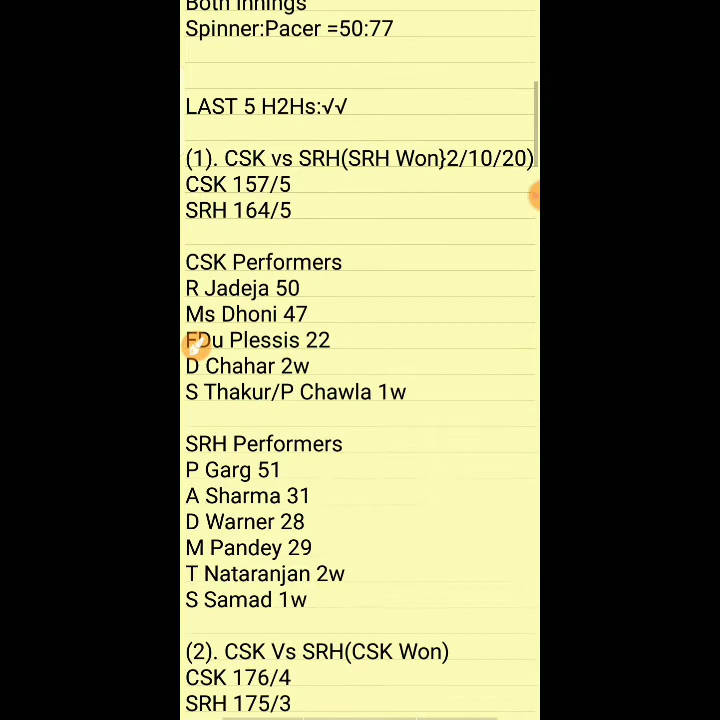 Both Innings
Spinner:Pacer =50:77
LAST 5 H2Hs:√√
(1). CSK vs SRH(SRH Won}2/10/20)
CSK 157/5
SRH 164/5
CSK Performers
R Jadeja 50
Ms Dhoni 47
FDu Plessis 22
D Chahar 2w
S Thakur/P Chawla 1w
SRH Performers
P Garg 51
A Sharma 31
D Warner 28
M Pandey 29
T Nataranjan 2w
S Samad 1w
(2). CSK Vs SRH(CSK Won)
CSK 176/4
SRH 175/3